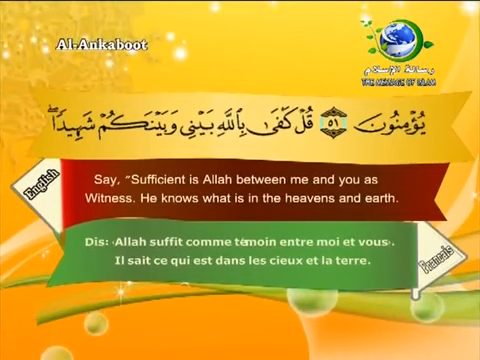 Al-Ankaboot
رسالة الإسلام
THE MESSAGE OF ISLAM
يُؤْمِنُونَ ٥١ قُلْ كَفَىٰ بِاللَّهِ بَيْنِي وَبَيْنَكُمْ شَهِيدًا ۖ
English
Say, “Sufficient is Allah between me and you as
Witness. He knows what is in the heavens and earth.
Dis: ‹Allah suffit comme témoin entre moi et vous›.
Il sait ce qui est dans les cieux et la terre.
Francais